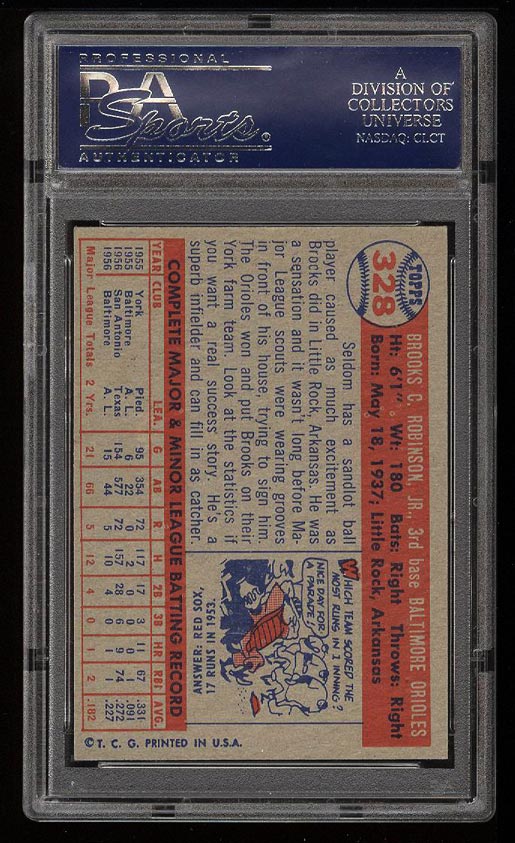 PROFESSIONAL
PSA
Sports®
AUTHENTICATOR
A
DIVISION OF
COLLECTORS
UNIVERSE
NASDAQ: CLCT
TOPPS
328
BROOKS C. ROBINSON, JR., 3rd base BALTIMORE ORIOLES
Ht: 6'1" Wt: 180 Bats: Right Throws: Right
Born: May 18, 1937; Little Rock, Arkansas
Seldom has a sandlot ball
player caused as much excitement as
Brocks did in Little Rock, Arkansas. He was
a sensation and it wasn't long before Ma-
jor League scouts were wearing grooves
in front of his house, trying to sign him.
The Orioles won and put Brooks on their
York farm team. Look at the statistics if
you want a real success story. He's a
superb infielder and can fill in as catcher.
WHICH TEAM SCORED THE
MOST RUNS IN 1 INNING?
NICE DAY FOR
A PARADE!
17 RUNS IN 1953.
ANSWER: RED SOX.
COMPLETE MAJOR & MINOR LEAGUE BATTING RECORD
YEAR CLUB LEA. G AB R H 2B 3B HR RBI AVG.
1955 York Pied. 95 354 72 117 17 3 11 67 .331
1955 Baltimore A. L. 6 22 0 2 0 0 0 1 .091
1956 San Antonio Texas 154 577 72 157 28 6 9 74 .272
1956 Baltimore A. L. 15 44 5 10 4 0 1 1 .227
Major League Totals 2 Yrs. 21 66 5 12 4 0 1 2 .182
© T. C. G. PRINTED IN U.S.A.